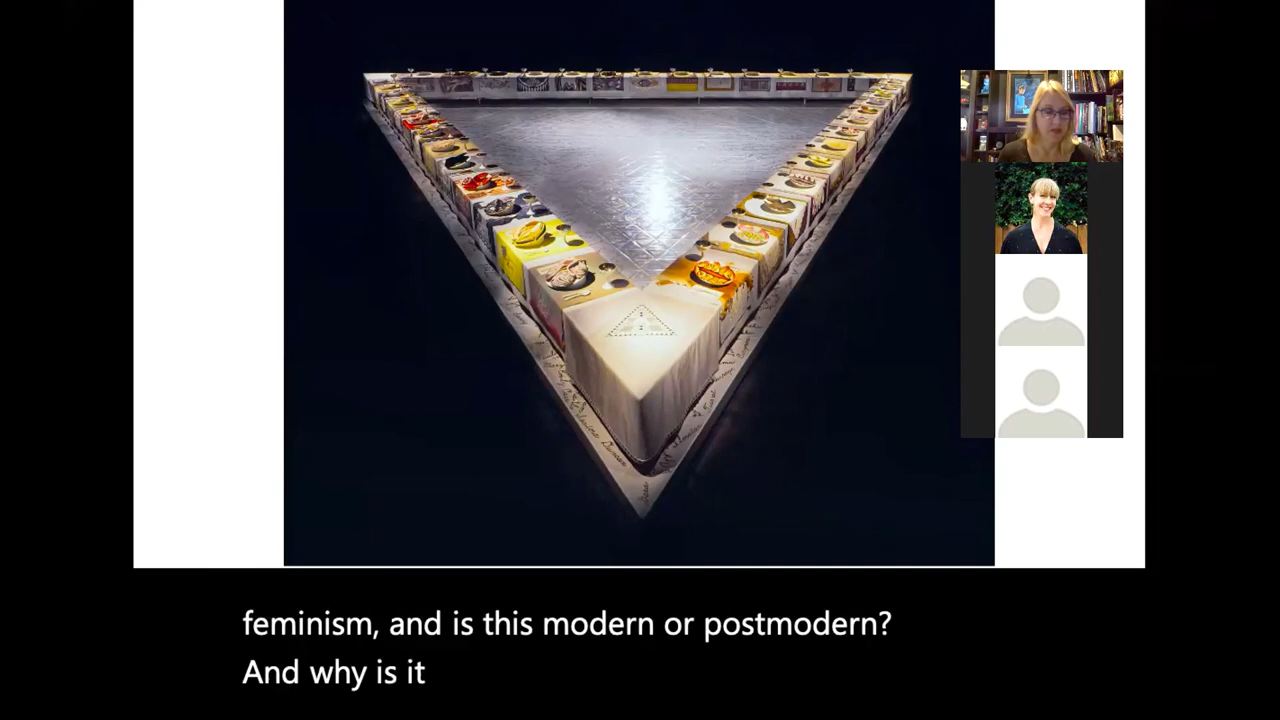 feminism, and is this modern or postmodern?
And why is it